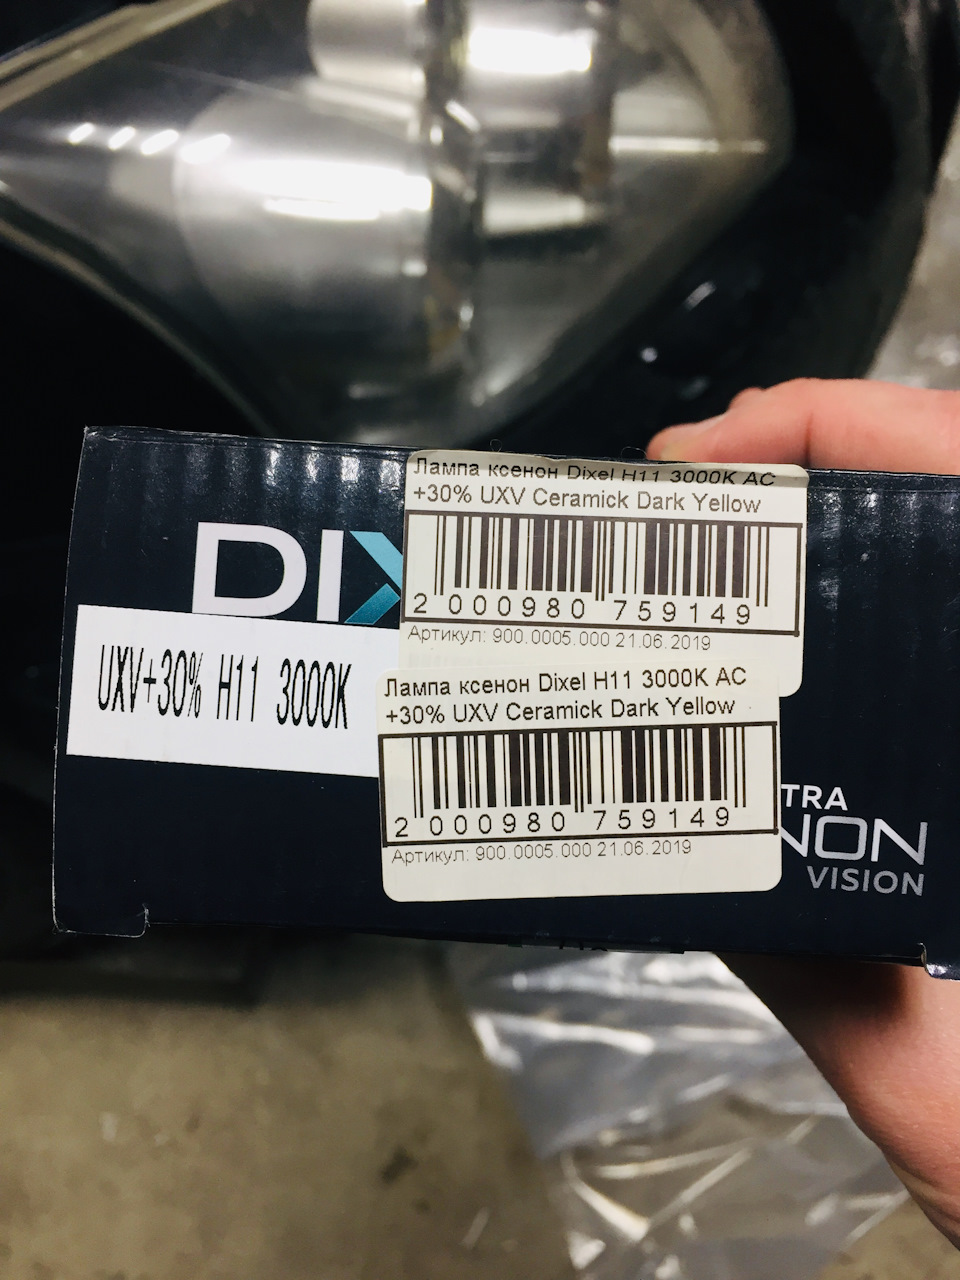 Лампа ксенон Dixel H11 3000K AC
+30% UXV Ceramick Dark Yellow
2 000980 759149
Артикул: 900.0005.000 21.06.2019
DIX
UXV+30% H11 3000K
Лампа ксенон Dixel H11 3000K AC
+30% UXV Ceramick Dark Yellow
2 000980 759149
Артикул: 900.0005.000 21.06.2019
TRA
NON
VISION